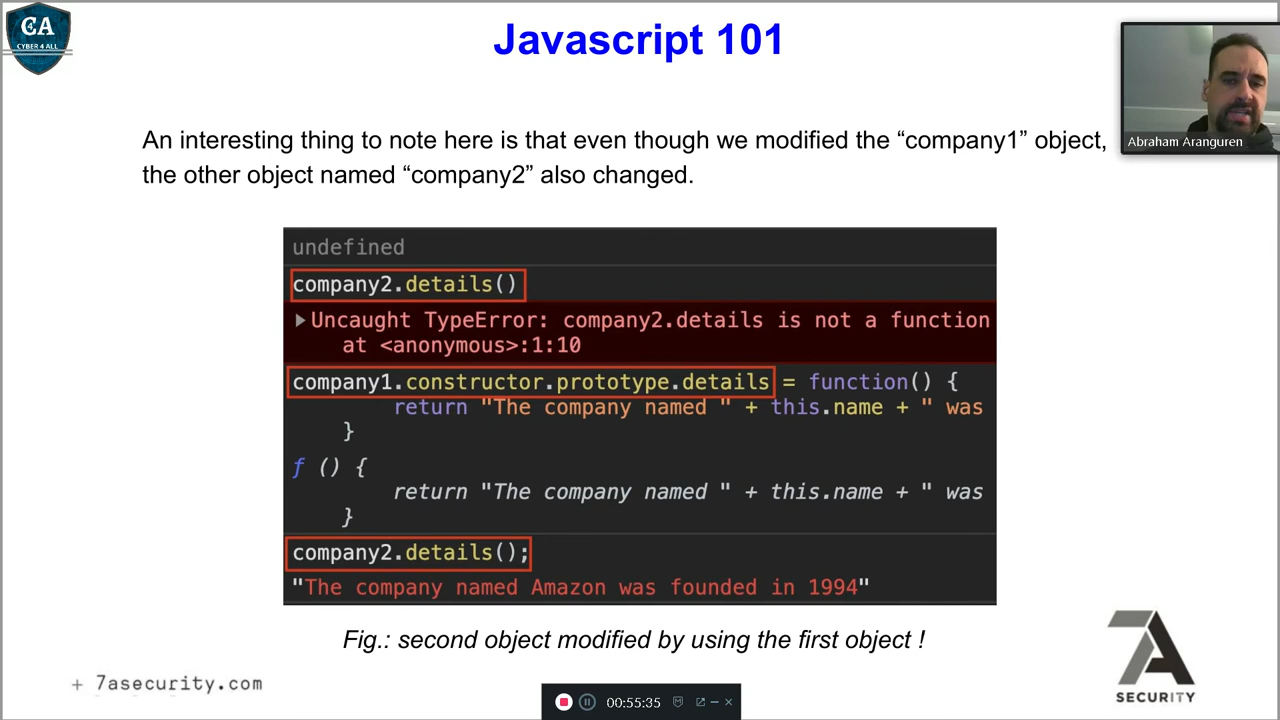 CA
CYBER 4 ALL
Javascript 101
Abraham Aranguren
An interesting thing to note here is that even though we modified the “company1” object,
the other object named “company2” also changed.
undefined
company2.details()
Uncaught TypeError: company2.details is not a function
at <anonymous>:1:10
company1.constructor.prototype.details = function() {
return "The company named " + this.name + " was
}
ƒ () {
return "The company named " + this.name + " was
}
company2.details();
"The company named Amazon was founded in 1994"
Fig.: second object modified by using the first object !
+ 7asecurity.com
00:55:35
7A
SECURITY